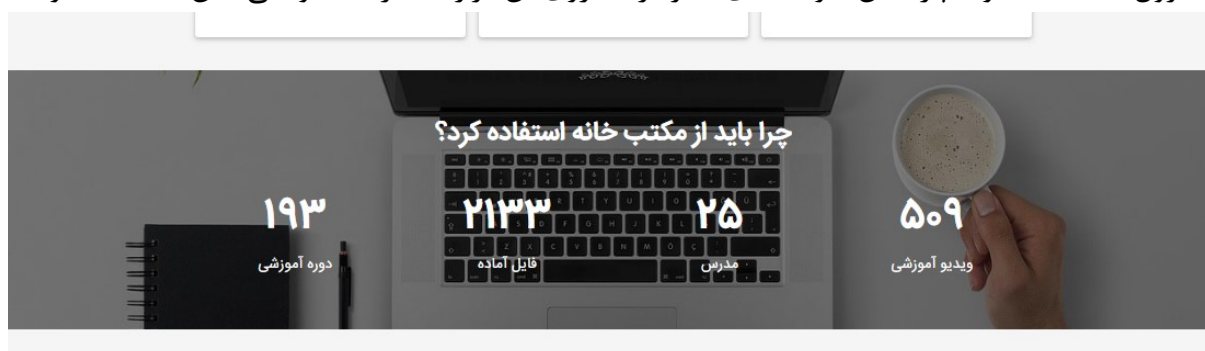 چرا باید از مکتب خانه استفاده کرد؟
۵۰۹ ۲۵ ۲۱۳۳ ۱۹۳
ویدیو آموزشی مدرس فایل آماده دوره آموزشی